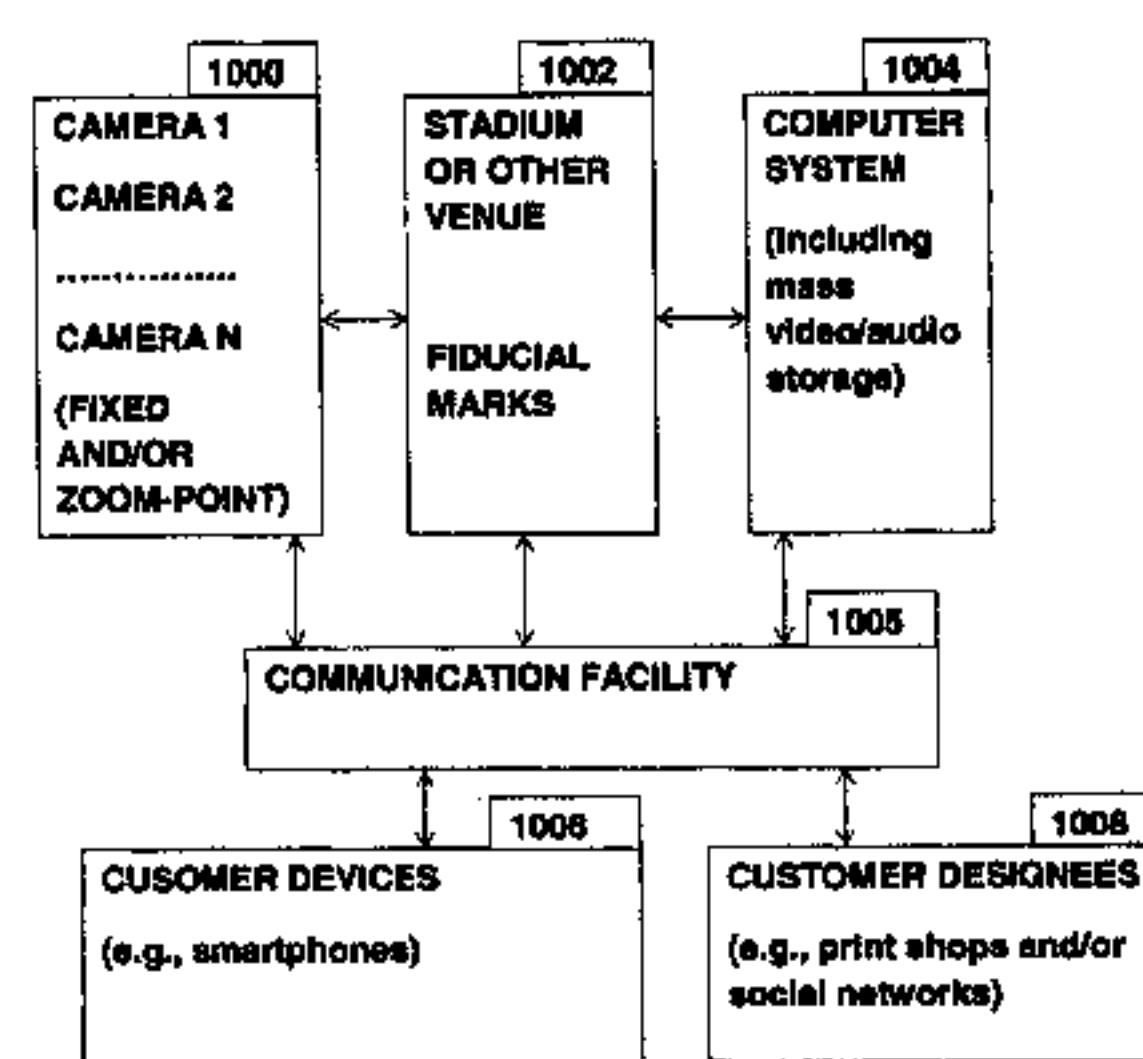 1000
CAMERA 1
CAMERA 2
..................
CAMERA N
(FIXED
AND/OR
ZOOM-POINT)
1002
STADIUM
OR OTHER
VENUE
FIDUCIAL
MARKS
1004
COMPUTER
SYSTEM
(including
mass
video/audio
storage)
1005
COMMUNICATION FACILITY
1006
CUSOMER DEVICES
(e.g., smartphones)
1008
CUSTOMER DESIGNEES
(e.g., print shops and/or
social networks)